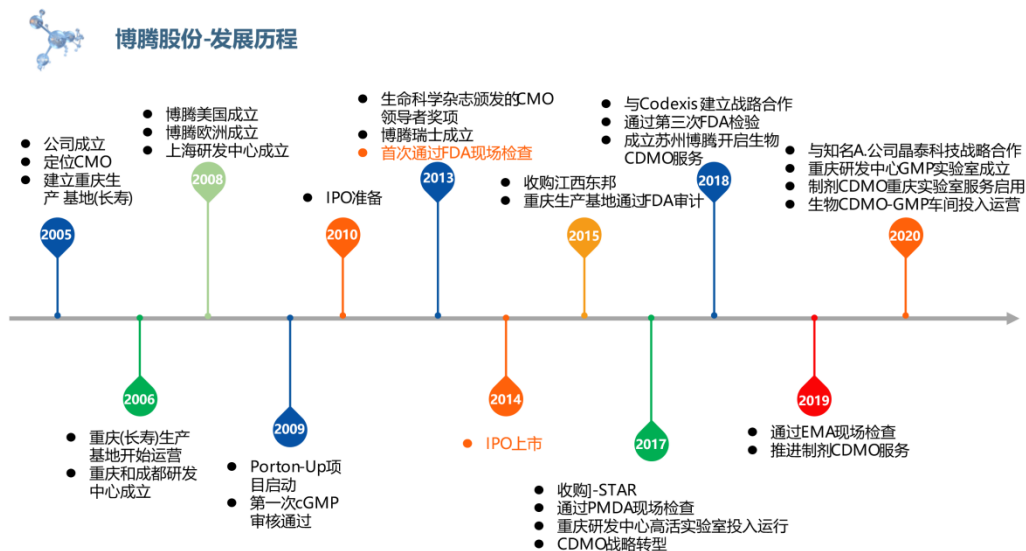 博腾股份-发展历程
● 公司成立
● 定位CMO
● 建立重庆生
产 基地(长寿)
2005
● 重庆(长寿)生产
基地开始运营
● 重庆和成都研发
中心成立
2006
● 博腾美国成立
● 博腾欧洲成立
● 上海研发中心成立
2008
2009
● Porton-Up项
目启动
● 第一次cGMP
审核通过
● IPO准备
2010
● 生命科学杂志颁发的CMO
领导者奖项
● 博腾瑞士成立
● 首次通过FDA现场检查
2013
2014
● IPO上市
● 收购江西东邦
● 重庆生产基地通过FDA审计
2015
2017
● 收购J-STAR
● 通过PMDA现场检查
● 重庆研发中心高活实验室投入运行
● CDMO战略转型
● 与Codexis 建立战略合作
● 通过第三次FDA检验
● 成立苏州博腾开启生物
CDMO服务
2018
2019
● 通过EMA现场检查
● 推进制剂CDMO服务
● 与知名A.公司晶泰科技战略合作
● 重庆研发中心GMP实验室成立
● 制剂CDMO重庆实验室服务启用
● 生物CDMO-GMP车间投入运营
2020